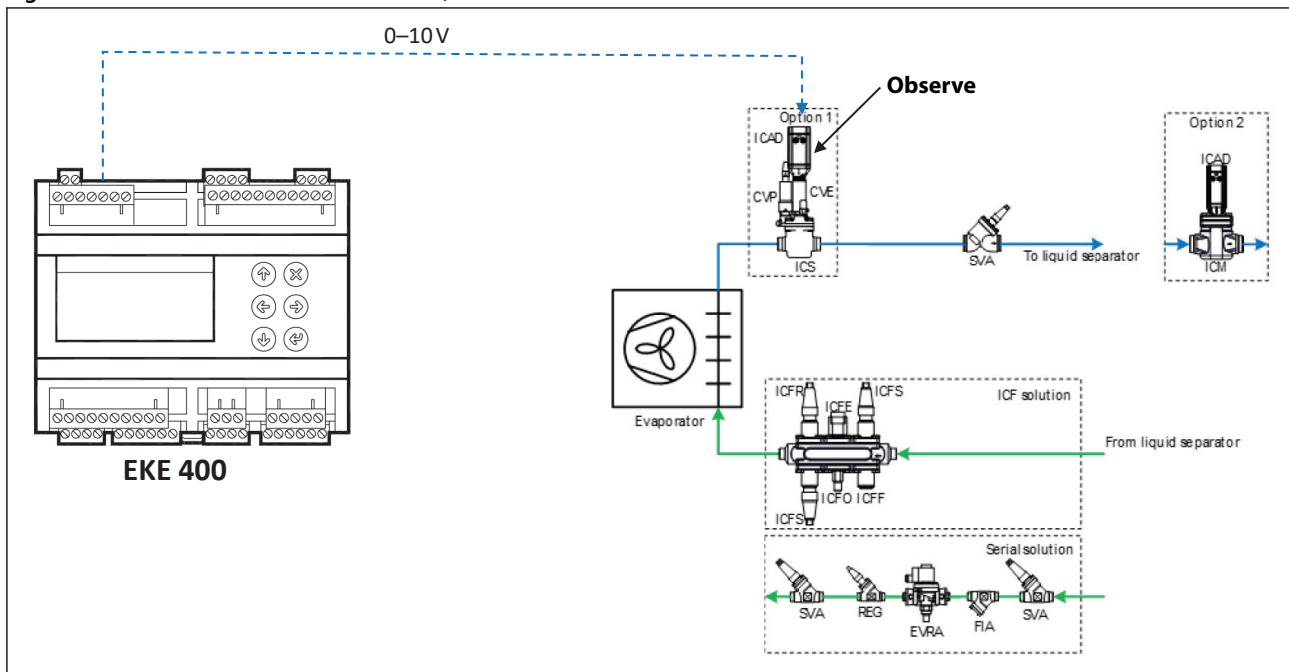 0–10 V
Observe
Option 1
ICAD
CVP
CVE
ICS
SVA
To liquid separator
Option 2
ICAD
ICM
EKE 400
Evaporator
ICF solution
ICFR
ICFE
ICFS
From liquid separator
ICFO
ICFF
ICFS
Serial solution
SVA
REG
EVRA
FIA
SVA